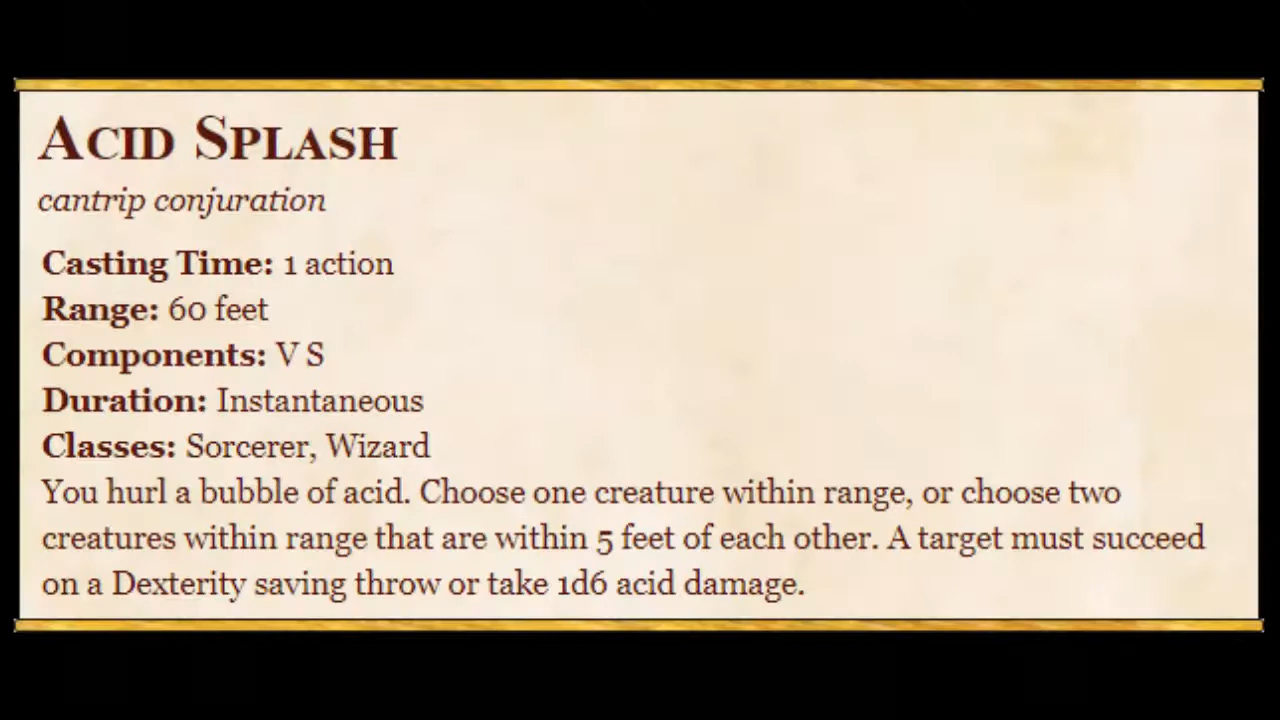 Acid Splash
cantrip conjuration
Casting Time: 1 action
Range: 60 feet
Components: V S
Duration: Instantaneous
Classes: Sorcerer, Wizard
You hurl a bubble of acid. Choose one creature within range, or choose two
creatures within range that are within 5 feet of each other. A target must succeed
on a Dexterity saving throw or take 1d6 acid damage.